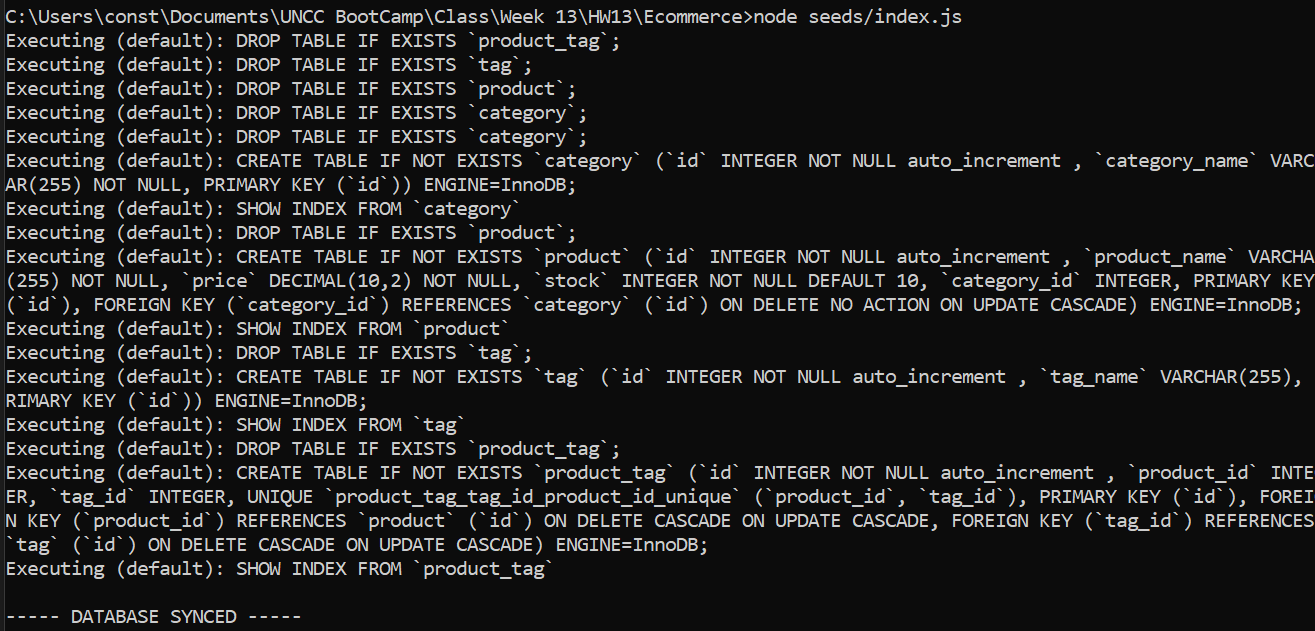 C:\Users\const\Documents\UNCC BootCamp\Class\Week 13\HW13\Ecommerce>node seeds/index.js
Executing (default): DROP TABLE IF EXISTS `product_tag`;
Executing (default): DROP TABLE IF EXISTS `tag`;
Executing (default): DROP TABLE IF EXISTS `product`;
Executing (default): DROP TABLE IF EXISTS `category`;
Executing (default): DROP TABLE IF EXISTS `category`;
Executing (default): CREATE TABLE IF NOT EXISTS `category` (`id` INTEGER NOT NULL auto_increment , `category_name` VARC
AR(255) NOT NULL, PRIMARY KEY (`id`)) ENGINE=InnoDB;
Executing (default): SHOW INDEX FROM `category`
Executing (default): DROP TABLE IF EXISTS `product`;
Executing (default): CREATE TABLE IF NOT EXISTS `product` (`id` INTEGER NOT NULL auto_increment , `product_name` VARCHA
(255) NOT NULL, `price` DECIMAL(10,2) NOT NULL, `stock` INTEGER NOT NULL DEFAULT 10, `category_id` INTEGER, PRIMARY KEY
(`id`), FOREIGN KEY (`category_id`) REFERENCES `category` (`id`) ON DELETE NO ACTION ON UPDATE CASCADE) ENGINE=InnoDB;
Executing (default): SHOW INDEX FROM `product`
Executing (default): DROP TABLE IF EXISTS `tag`;
Executing (default): CREATE TABLE IF NOT EXISTS `tag` (`id` INTEGER NOT NULL auto_increment , `tag_name` VARCHAR(255),
RIMARY KEY (`id`)) ENGINE=InnoDB;
Executing (default): SHOW INDEX FROM `tag`
Executing (default): DROP TABLE IF EXISTS `product_tag`;
Executing (default): CREATE TABLE IF NOT EXISTS `product_tag` (`id` INTEGER NOT NULL auto_increment , `product_id` INTE
ER, `tag_id` INTEGER, UNIQUE `product_tag_tag_id_product_id_unique` (`product_id`, `tag_id`), PRIMARY KEY (`id`), FOREI
N KEY (`product_id`) REFERENCES `product` (`id`) ON DELETE CASCADE ON UPDATE CASCADE, FOREIGN KEY (`tag_id`) REFERENCES
`tag` (`id`) ON DELETE CASCADE ON UPDATE CASCADE) ENGINE=InnoDB;
Executing (default): SHOW INDEX FROM `product_tag`
----- DATABASE SYNCED -----